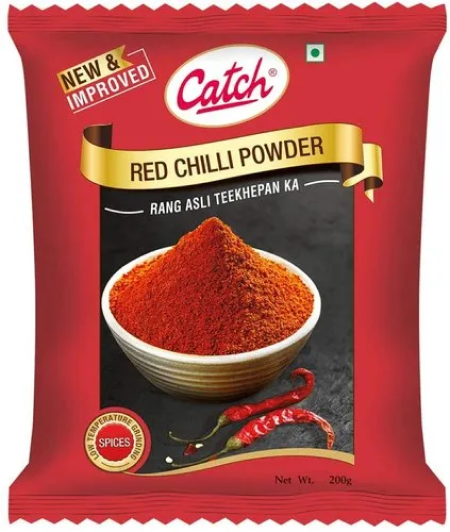 NEW &
IMPROVED
Catch®
RED CHILLI POWDER
RANG ASLI TEEKHEPAN KA
LOW TEMPERATURE GRINDING
SPICES
Net Wt. 200g